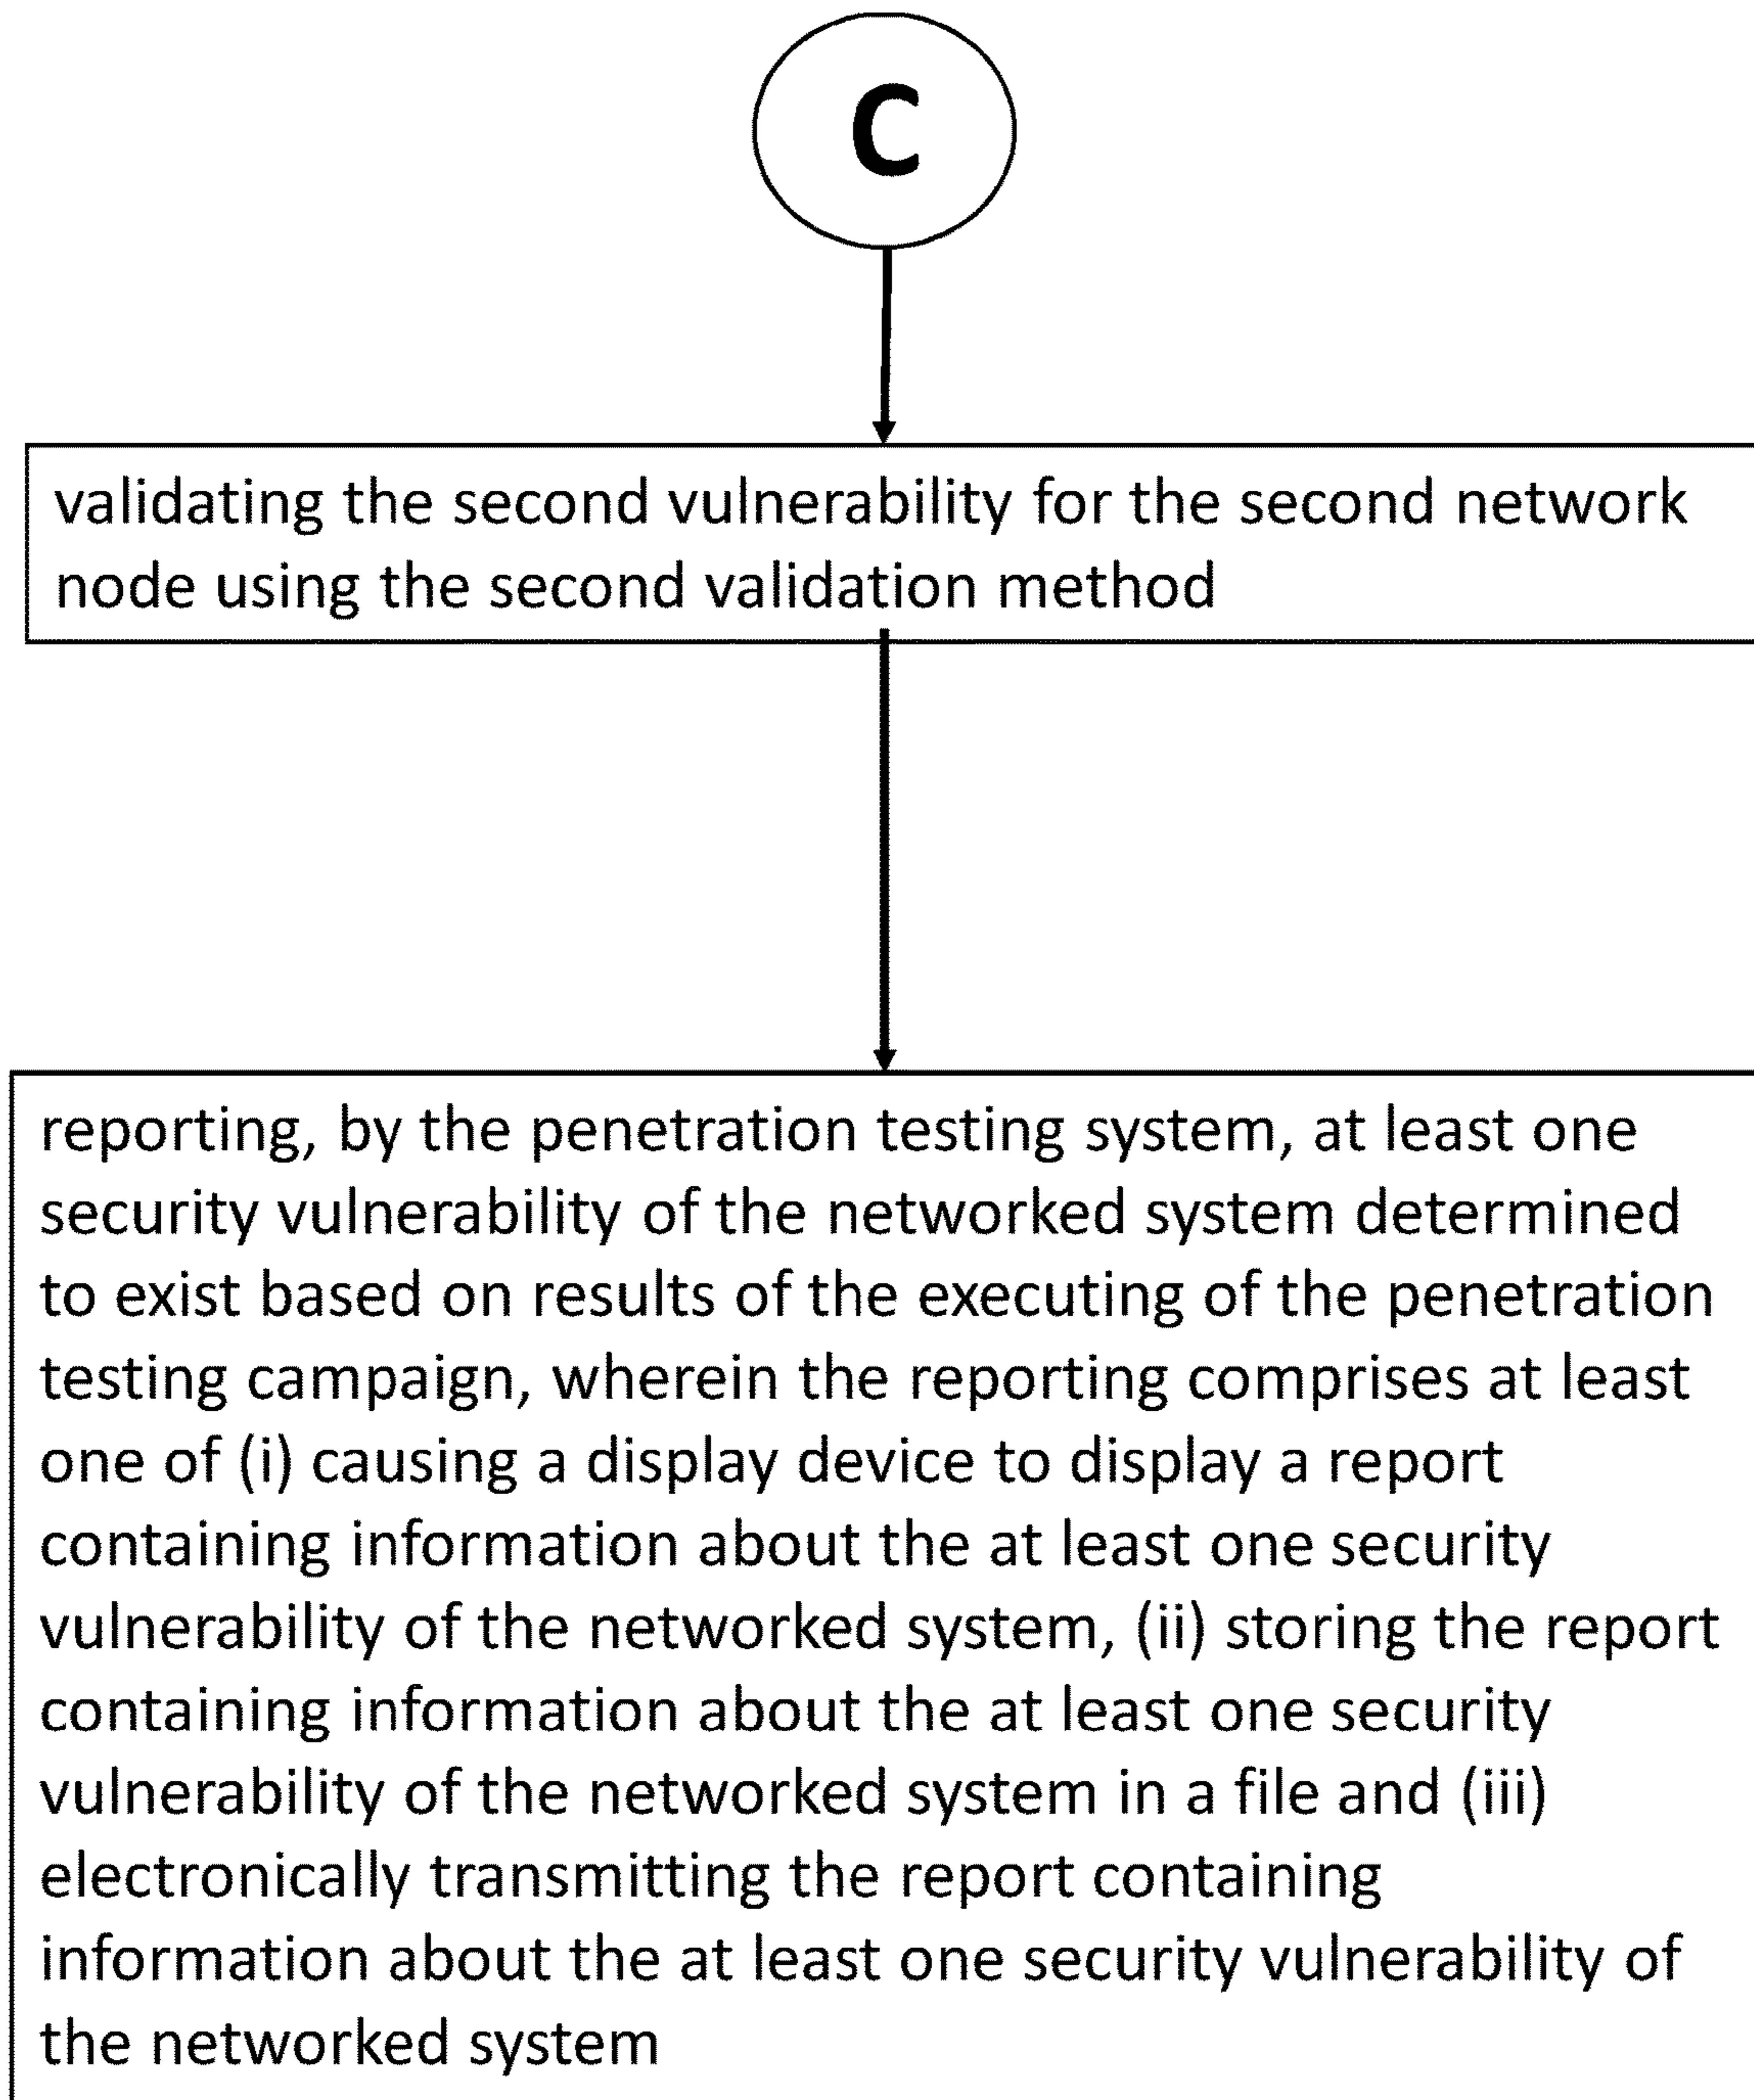 C
validating the second vulnerability for the second network
node using the second validation method
reporting, by the penetration testing system, at least one
security vulnerability of the networked system determined
to exist based on results of the executing of the penetration
testing campaign, wherein the reporting comprises at least
one of (i) causing a display device to display a report
containing information about the at least one security
vulnerability of the networked system, (ii) storing the report
containing information about the at least one security
vulnerability of the networked system in a file and (iii)
electronically transmitting the report containing
information about the at least one security vulnerability of
the networked system